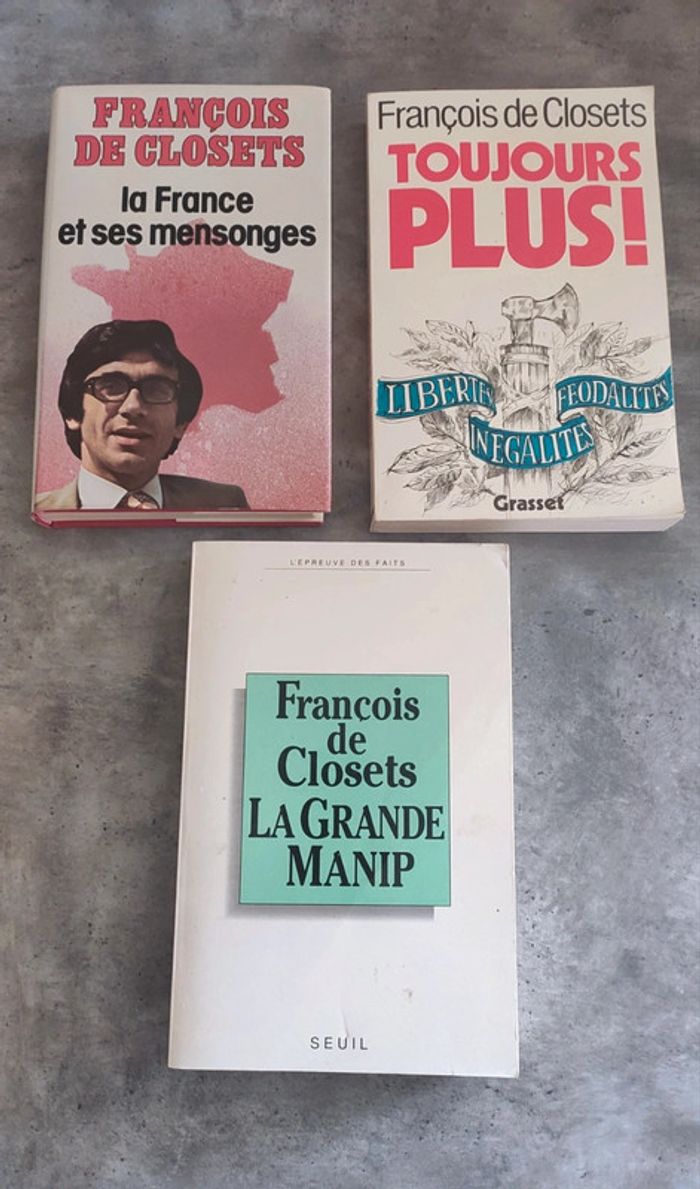 FRANÇOIS
DE CLOSETS
la France
et ses mensonges
François de Closets
TOUJOURS
PLUS!
LIBERTÉS
INÉGALITÉS
FÉODALITÉS
Grasset
L'ÉPREUVE DES FAITS
François
de
Closets
LA GRANDE
MANIP
SEUIL